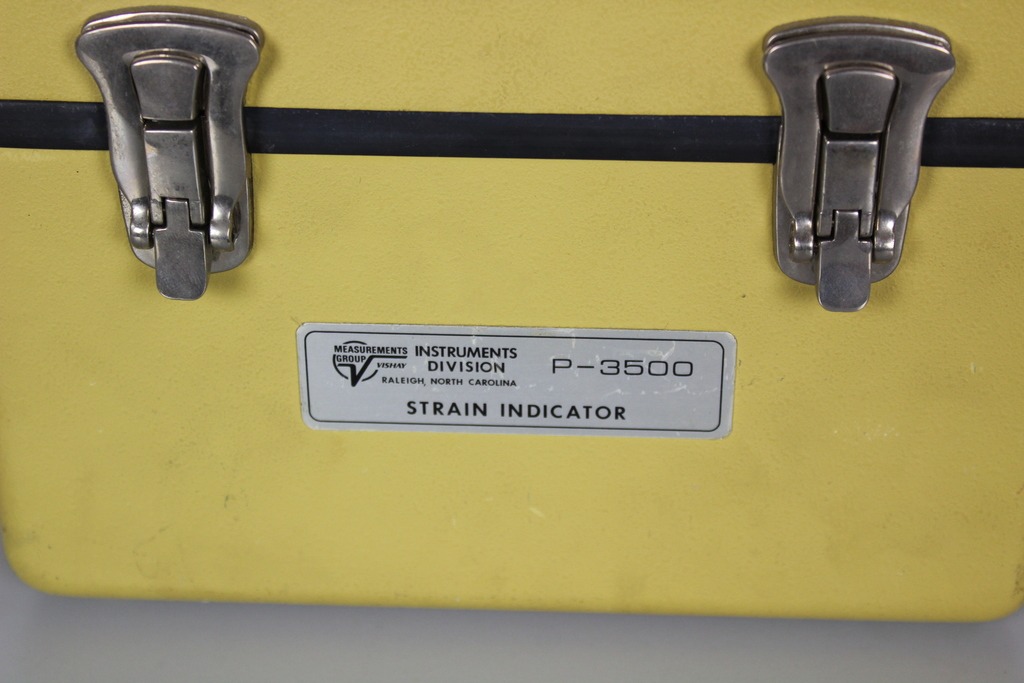 MEASUREMENTS
GROUP
VISHAY
INSTRUMENTS
DIVISION
RALEIGH, NORTH CAROLINA
P-3500
STRAIN INDICATOR